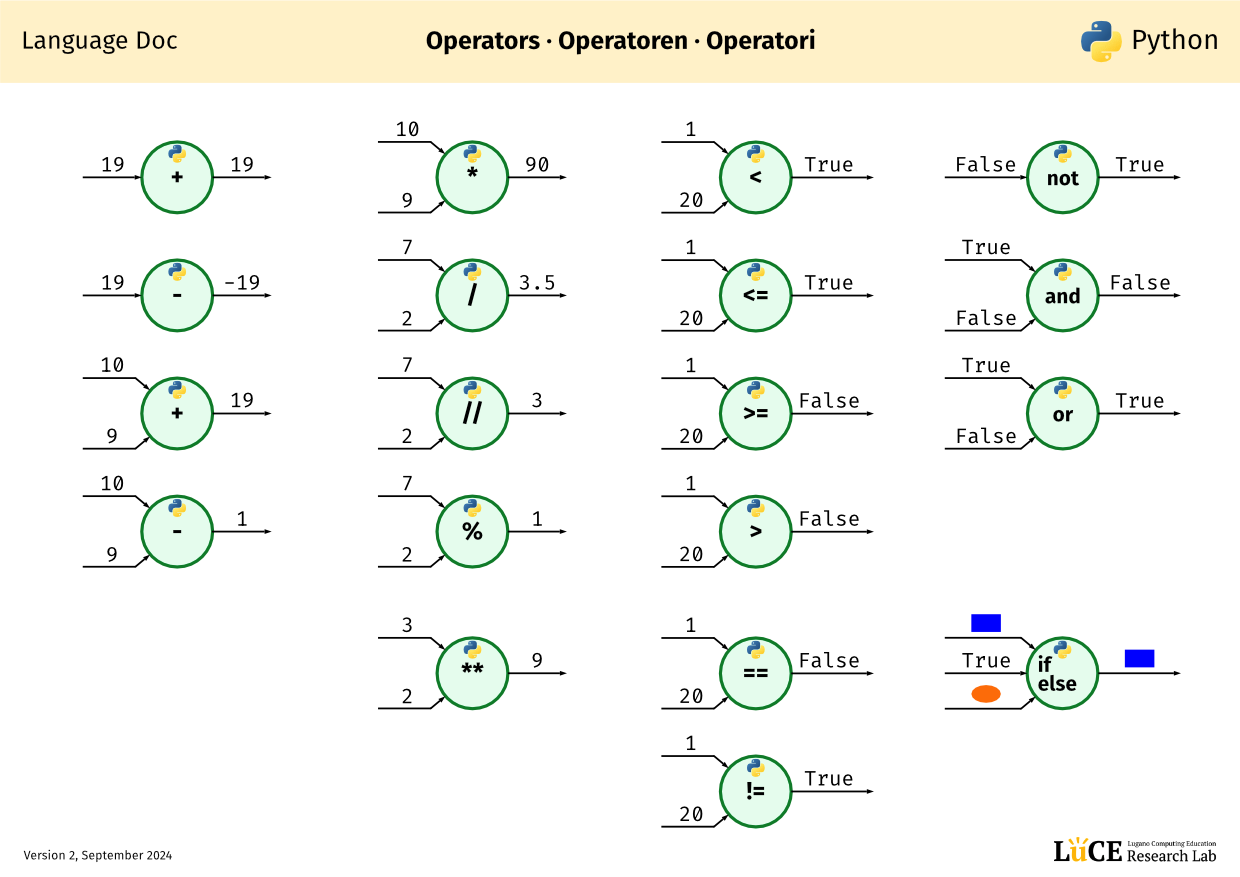 Language Doc
Operators · Operatoren · Operatori
Python
19 + 19
10
* 90
9
1
< True
20
False not True
19 - -19
7
/ 3.5
2
1
<= True
20
True
and False
False
10
+ 19
9
7
// 3
2
1
>= False
20
True
or True
False
10
- 1
9
7
% 1
2
1
> False
20
3
** 9
2
1
== False
20
True
if
else
1
!= True
20
Version 2, September 2024
LüCE
Lugano Computing Education
Research Lab